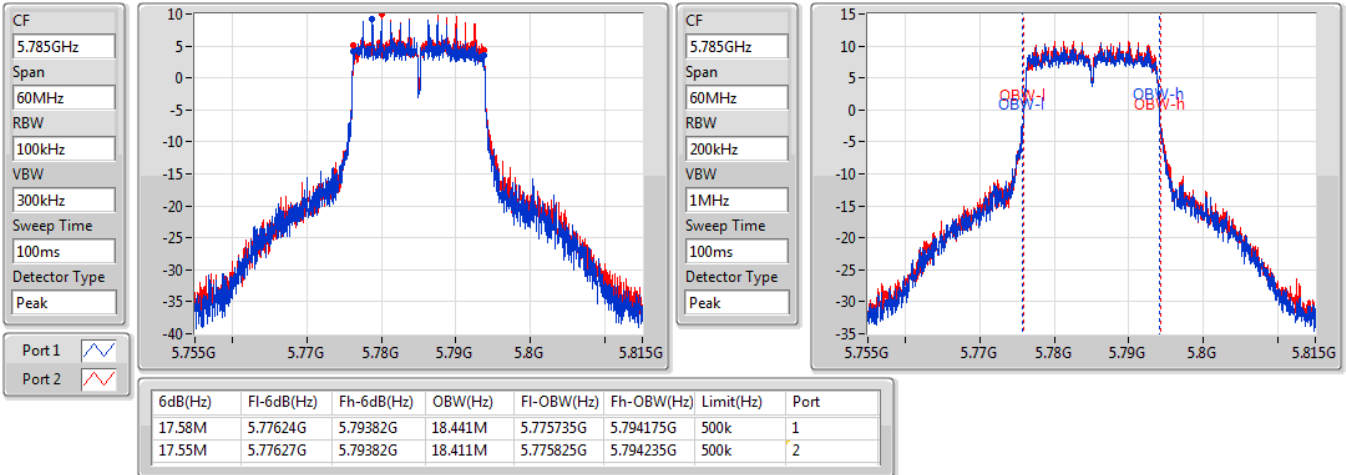 CF
5.785GHz
Span
60MHz
RBW
100kHz
VBW
300kHz
Sweep Time
100ms
Detector Type
Peak
Port 1
Port 2
10
5
0
-5
-10
-15
-20
-25
-30
-35
-40
5.755G 5.77G 5.78G 5.79G 5.8G 5.815G
CF
5.785GHz
Span
60MHz
RBW
200kHz
VBW
1MHz
Sweep Time
100ms
Detector Type
Peak
15
10
5
0
-5
-10
-15
-20
-25
-30
-35
OBW-l OBW-h
OBW-l OBW-h
5.755G 5.77G 5.78G 5.79G 5.8G 5.815G
6dB(Hz) Fl-6dB(Hz) Fh-6dB(Hz) OBW(Hz) Fl-OBW(Hz) Fh-OBW(Hz) Limit(Hz) Port
17.58M 5.77624G 5.79382G 18.441M 5.775735G 5.794175G 500k 1
17.55M 5.77627G 5.79382G 18.411M 5.775825G 5.794235G 500k 2